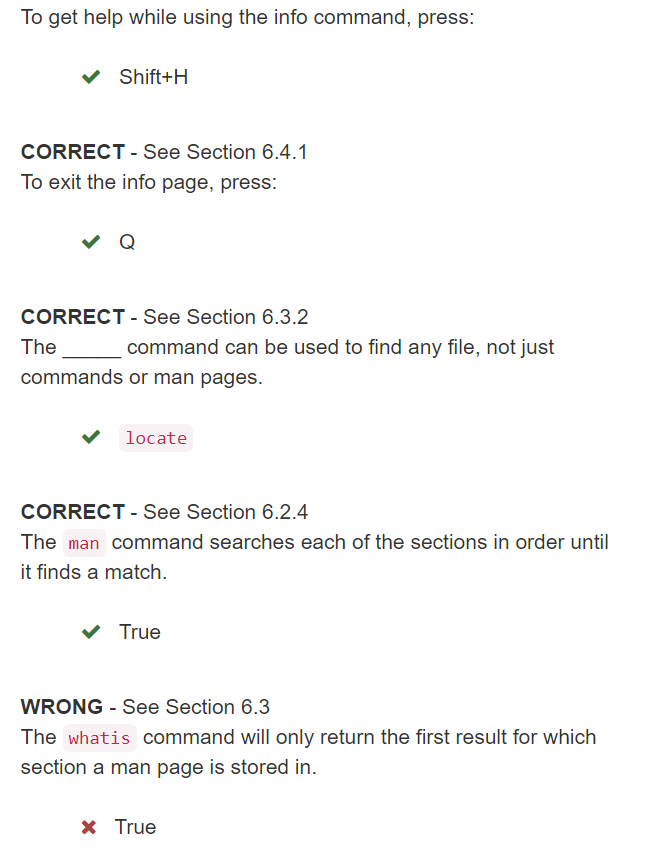 To get help while using the info command, press:
Shift+H
CORRECT - See Section 6.4.1
To exit the info page, press:
Q
CORRECT - See Section 6.3.2
The _____ command can be used to find any file, not just
commands or man pages.
locate
CORRECT - See Section 6.2.4
The man command searches each of the sections in order until
it finds a match.
True
WRONG - See Section 6.3
The whatis command will only return the first result for which
section a man page is stored in.
True